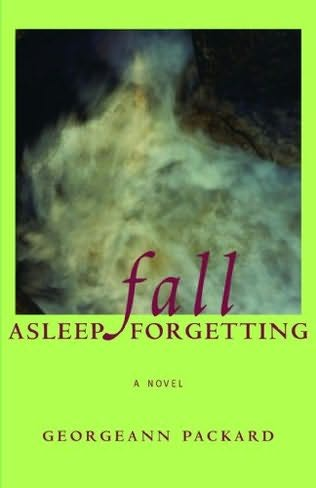 fall
ASLEEP FORGETTING
A NOVEL
GEORGEANN PACKARD